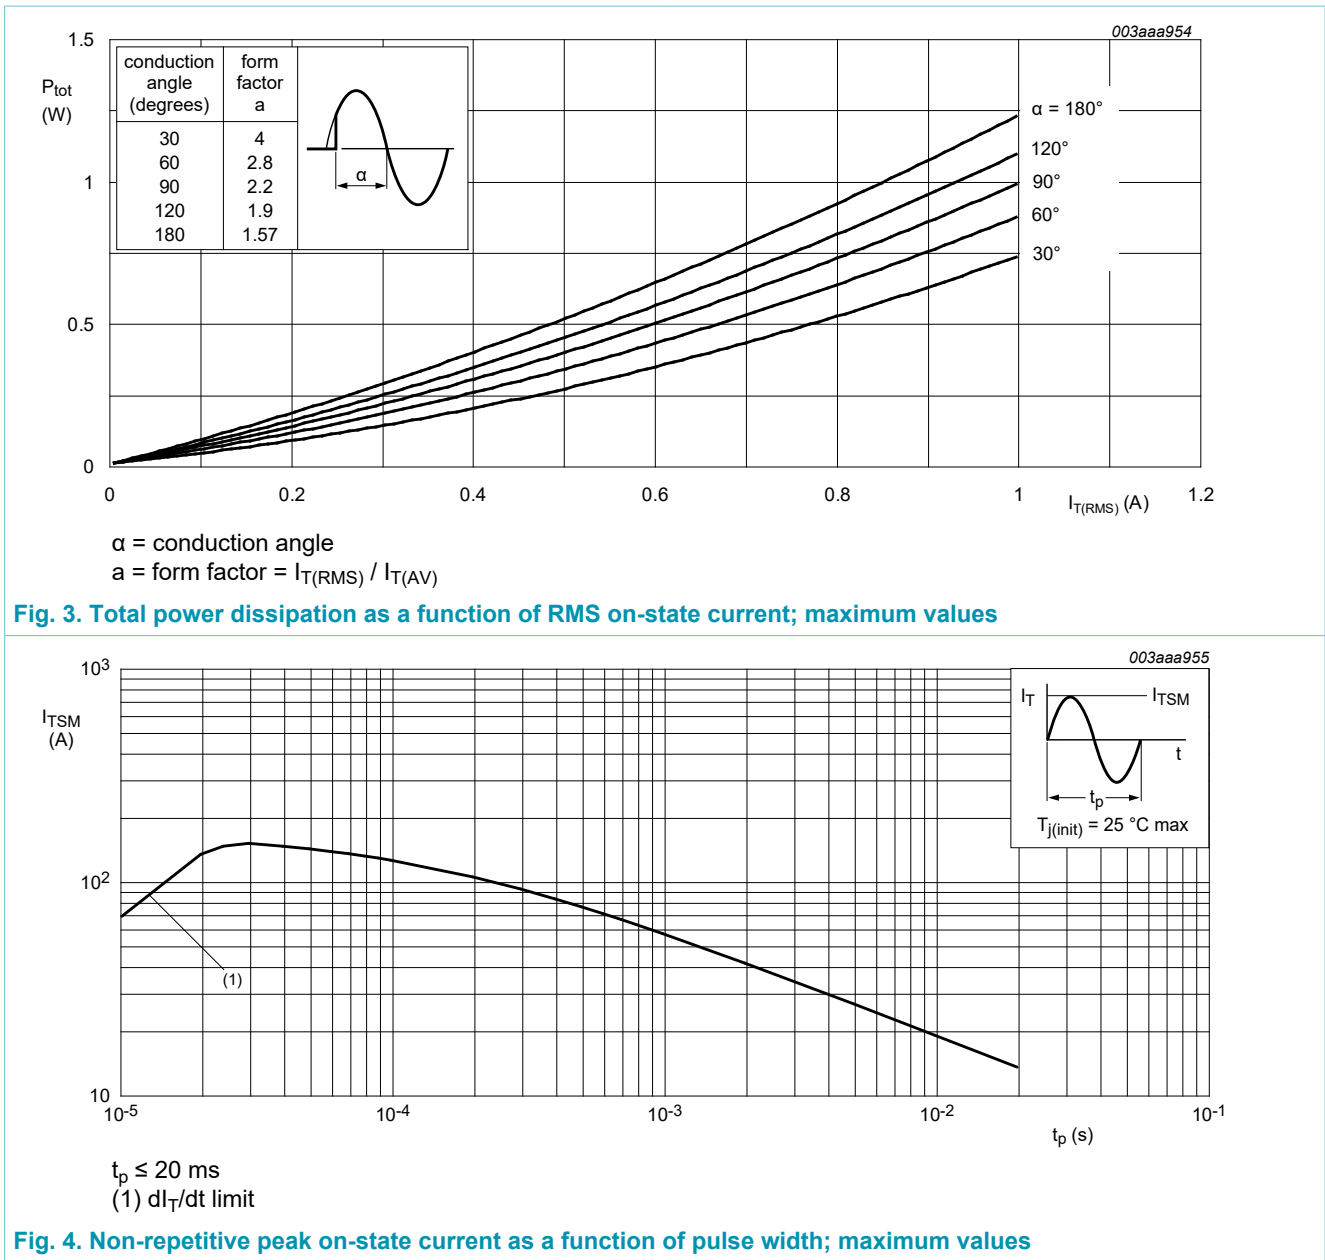 003aaa954
1.5
Ptot
(W)
1
0.5
0
conduction angle (degrees) form factor a
30 4
60 2.8
90 2.2
120 1.9
180 1.57
α
α = 180°
120°
90°
60°
30°
0 0.2 0.4 0.6 0.8 1 1.2
IT(RMS) (A)
α = conduction angle
a = form factor = IT(RMS) / IT(AV)
Fig. 3. Total power dissipation as a function of RMS on-state current; maximum values
003aaa955
10³
ITSM
(A)
10²
10
IT ITSM
t
tp
Tj(init) = 25 °C max
(1)
10-5 10-4 10-3 10-2 10-1
tp (s)
tp ≤ 20 ms
(1) dIT/dt limit
Fig. 4. Non-repetitive peak on-state current as a function of pulse width; maximum values